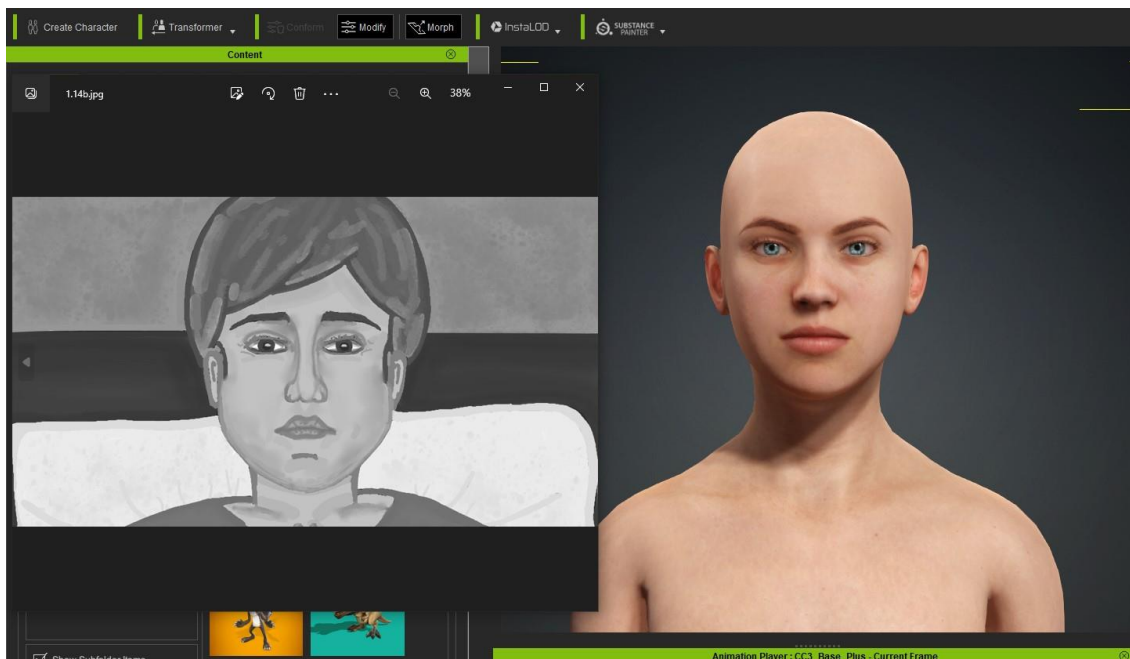 Create Character Transformer Conform Modify Morph InstaLOD SUBSTANCE PAINTER
Content
1.14b.jpg 38%
Show Subfolder Items
Animation Player : CC3_Base_Plus - Current Frame